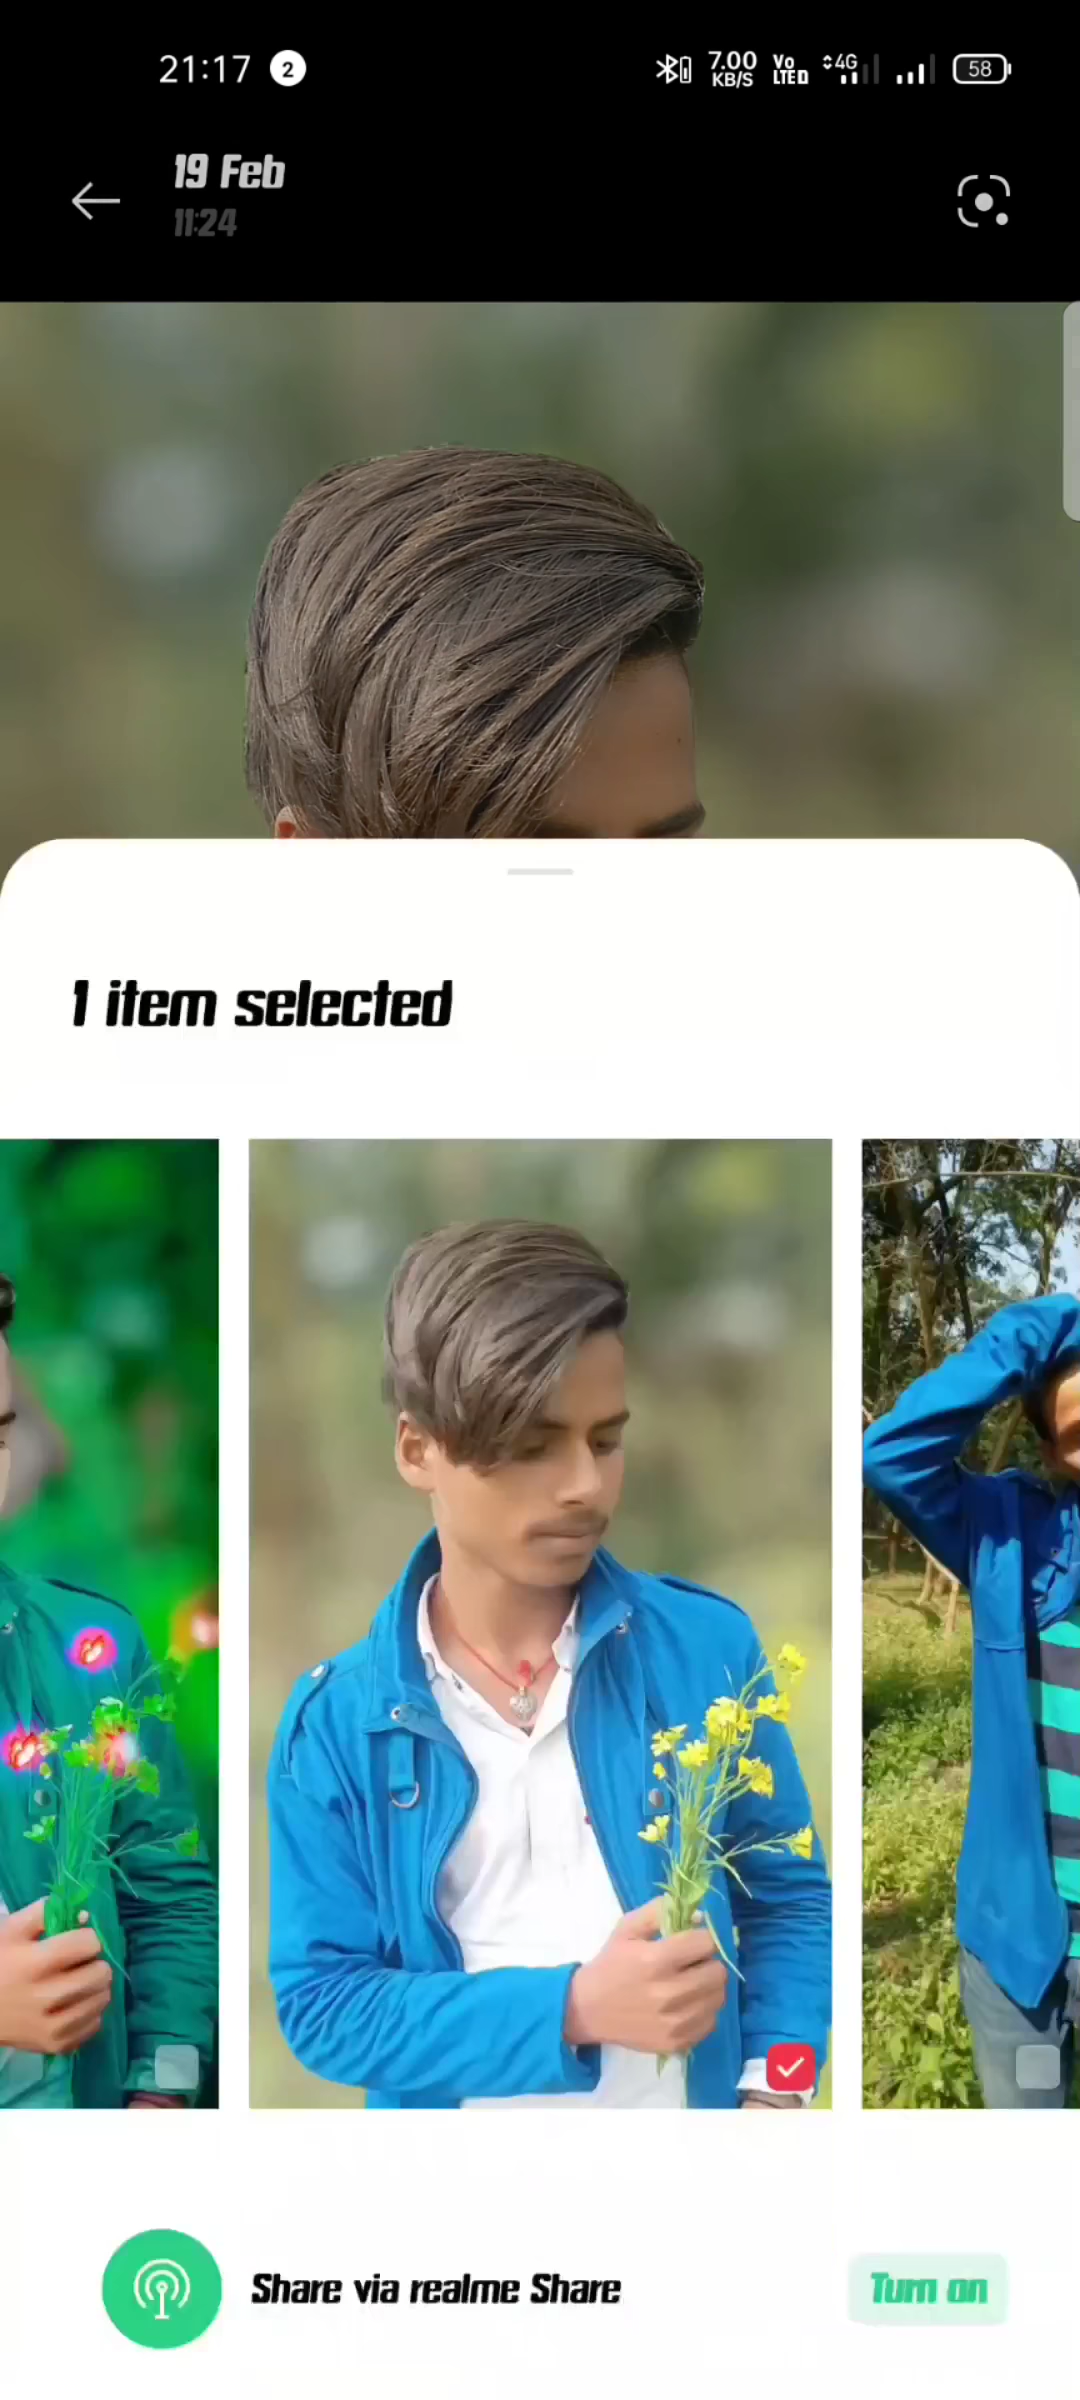 21:17 2 7.00 KB/S Vo LTE 4G 58
19 Feb
11:24
1 item selected
Share via realme Share Turn on